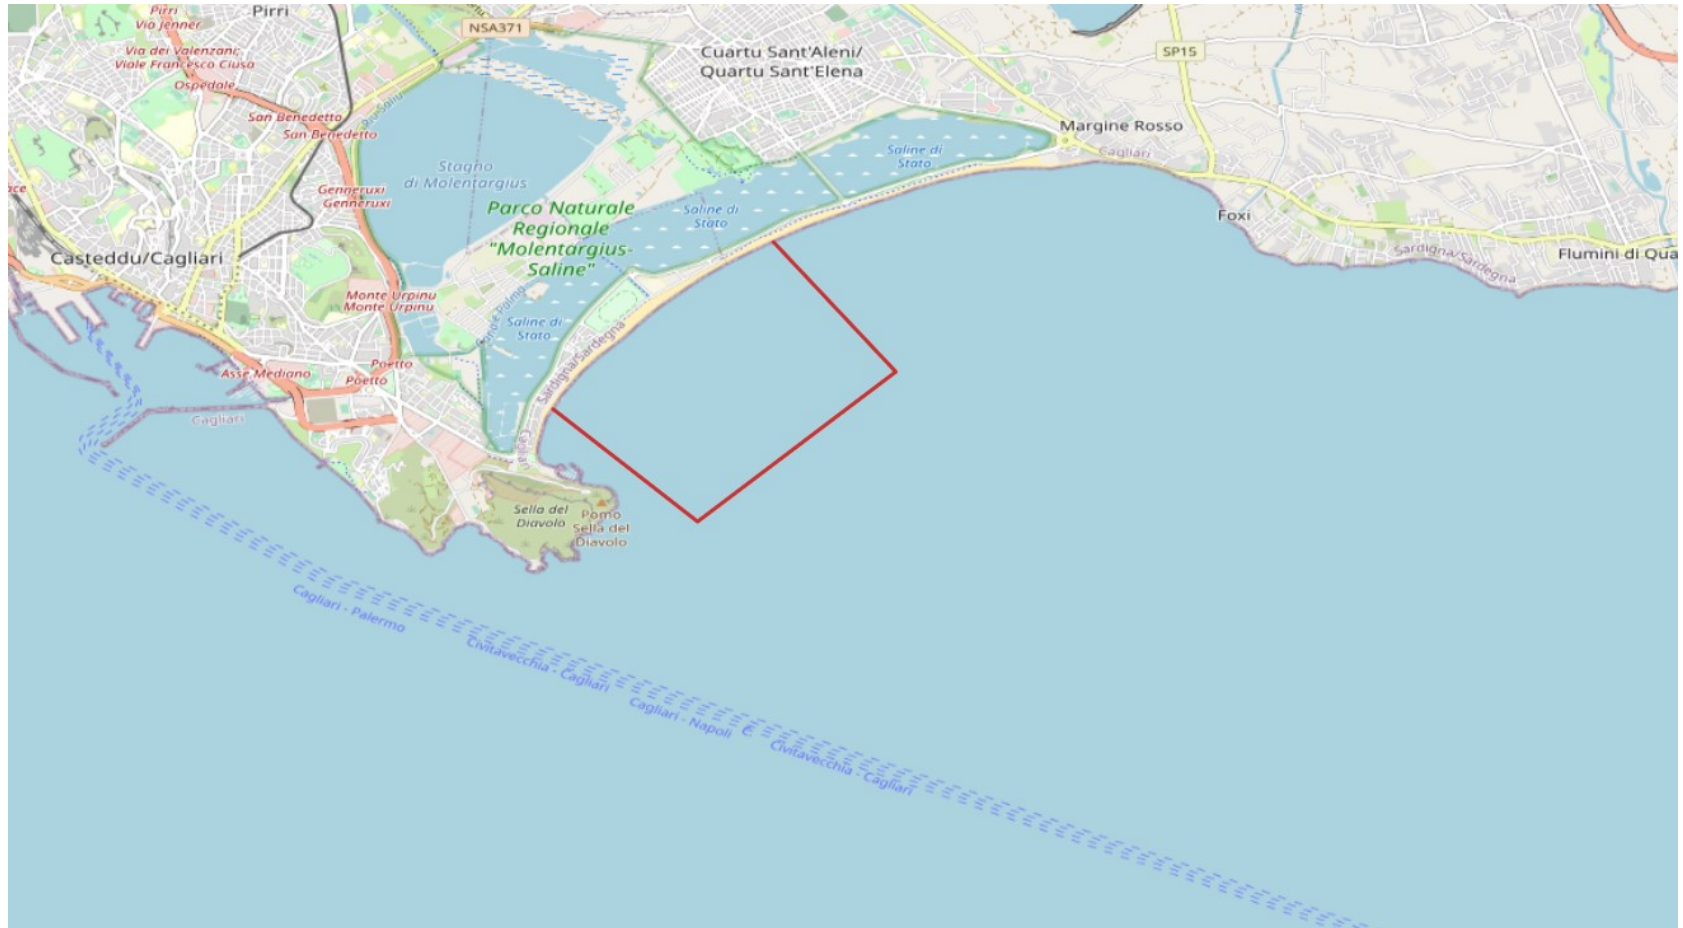 Pirri
Via Jenner
Pirri
NSA371
Via dei Valenzani;
Viale Francesco Ciusa
Ospedale
Cuartu Sant'Aleni/
Quartu Sant'Elena
SP15
San Benedetto
San Benedetto
Margine Rosso
Cagliari
Saline di
Stato
Stagno
di Molentargius
Genneruxi
Genneruxi
Parco Naturale
Regionale
"Molentargius-
Saline"
Saline di
Stato
Foxi
Sardigna/Sardegna
Flumini di Qua
Casteddu/Cagliari
Monte Urpinu
Monte Urpinu
Saline di
Stato
Sardigna/Sardegna
Asse Mediano
Poetto
Poetto
Cagliari
Sella del
Diavolo
Pomo
Sella del
Diavolo
Cagliari - Palermo
Civitavecchia - Cagliari
Cagliari - Napoli
Civitavecchia - Cagliari